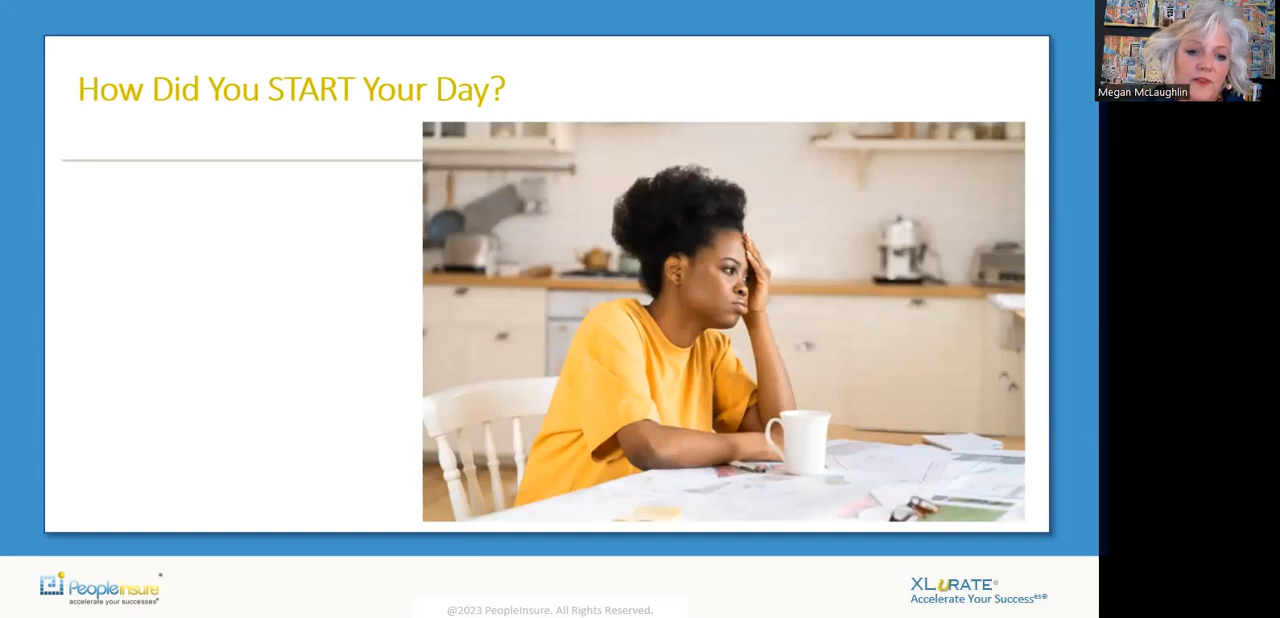 How Did You START Your Day?
Megan McLaughlin
PeopleInsure®
accelerate your successes®
@2023 PeopleInsure. All Rights Reserved.
XLuRATE®
Accelerate Your Success^es®